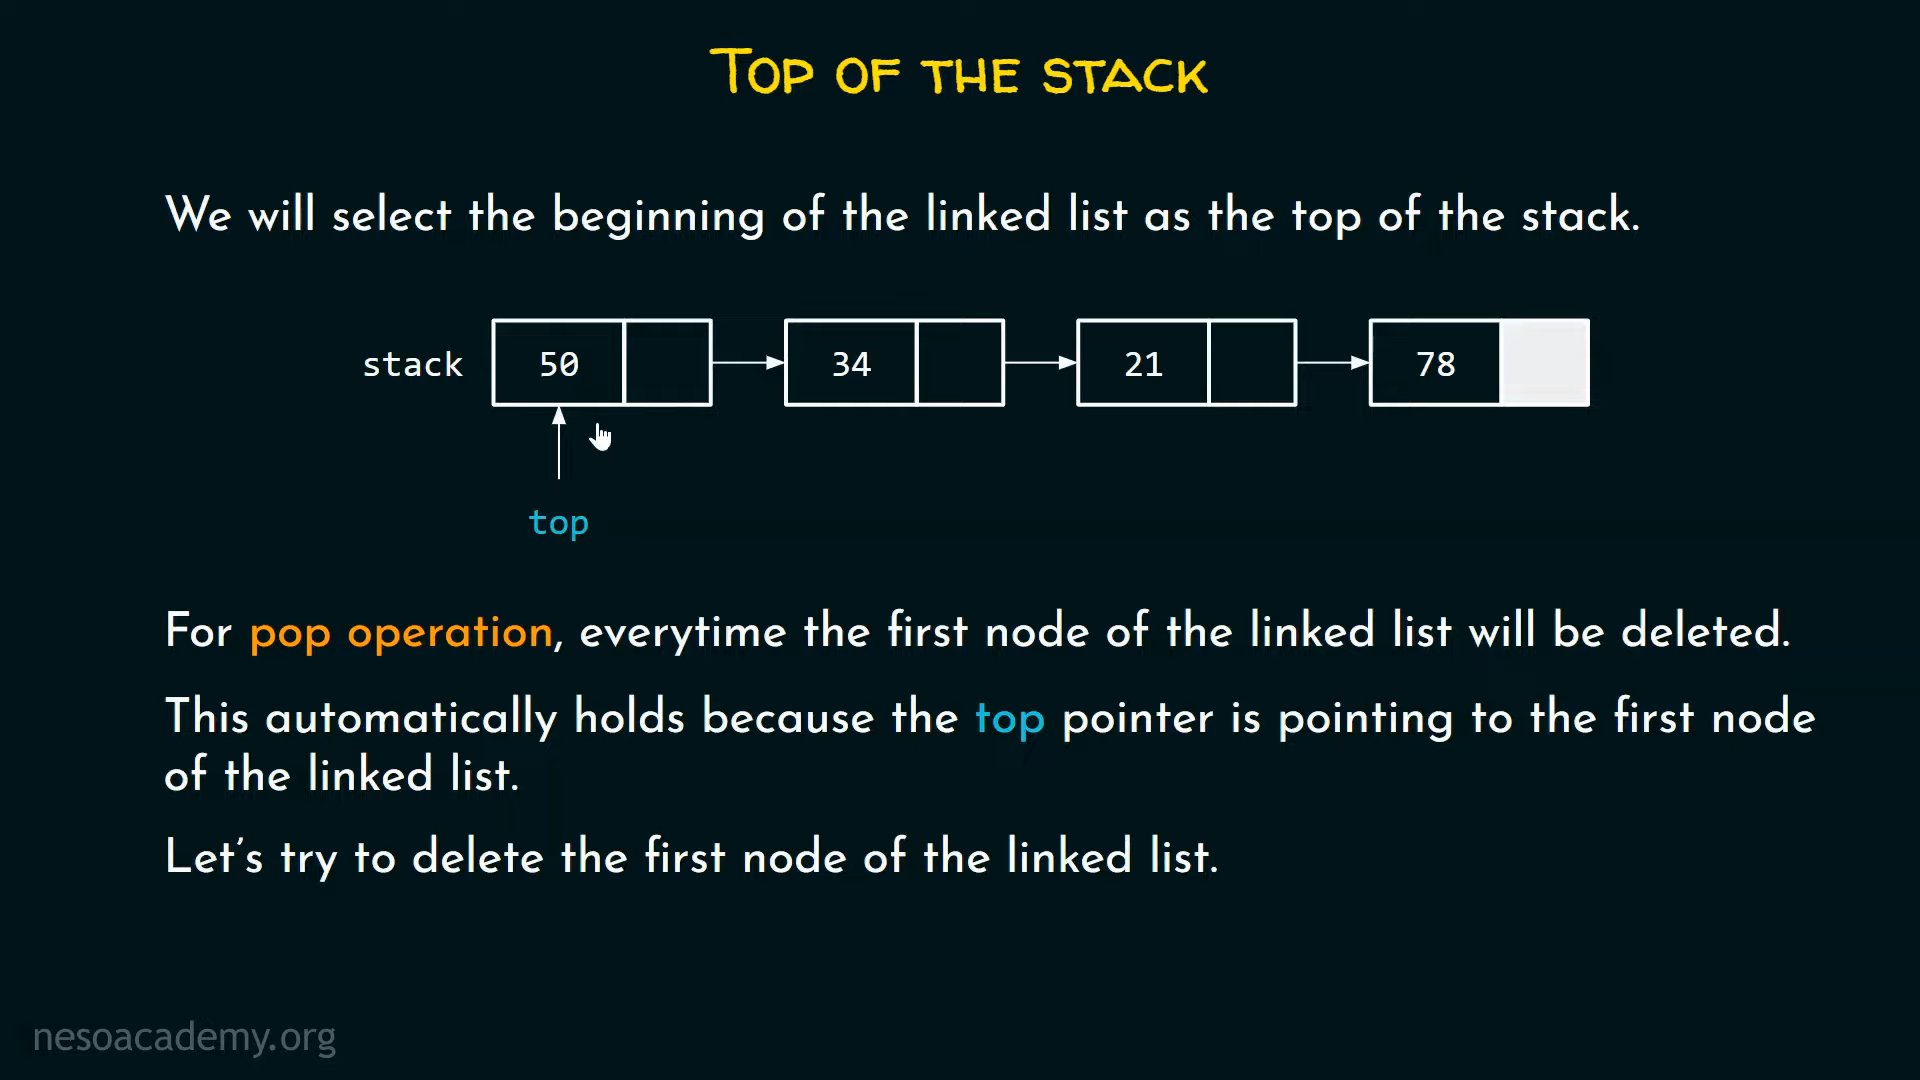 Top of the stack
We will select the beginning of the linked list as the top of the stack.
stack 50 34 21 78
top
For pop operation, everytime the first node of the linked list will be deleted.
This automatically holds because the top pointer is pointing to the first node
of the linked list.
Let's try to delete the first node of the linked list.
nesoacademy.org